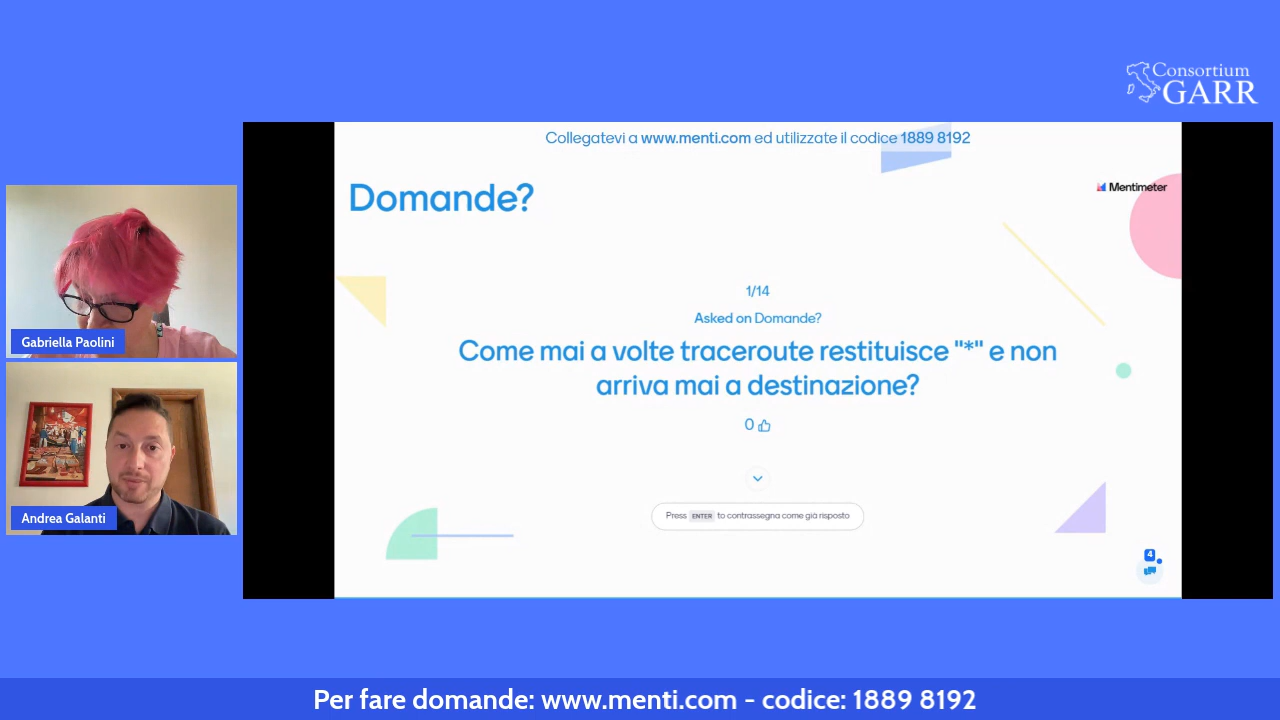 Consortium
GARR
Collegatevi a www.menti.com ed utilizzate il codice 1889 8192
Domande?
Mentimeter
1/14
Asked on Domande?
Come mai a volte traceroute restituisce "*" e non
arriva mai a destinazione?
0
Press ENTER to contrassegna come già risposto
4
Gabriella Paolini
Andrea Galanti
Per fare domande: www.menti.com - codice: 1889 8192